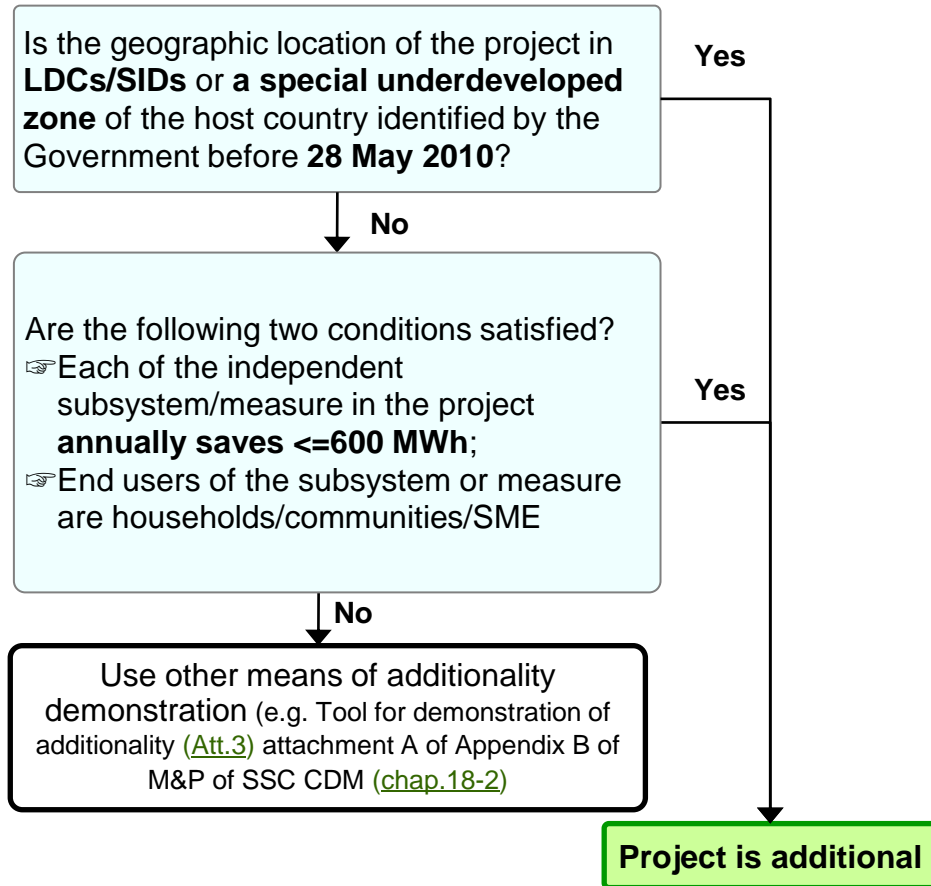 Is the geographic location of the project in
LDCs/SIDs or a special underdeveloped
zone of the host country identified by the
Government before 28 May 2010?
Yes
No
Are the following two conditions satisfied?
☞Each of the independent
subsystem/measure in the project
annually saves <=600 MWh;
☞End users of the subsystem or measure
are households/communities/SME
Yes
No
Use other means of additionality
demonstration (e.g. Tool for demonstration of
additionality (Att.3) attachment A of Appendix B of
M&P of SSC CDM (chap.18-2)
Project is additional